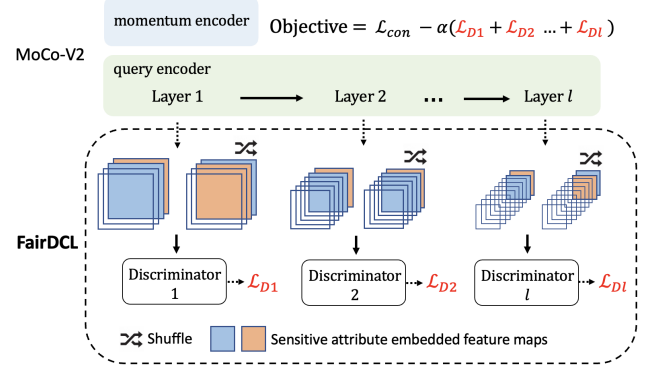 momentum encoder
Objective = ℒcon − α(ℒD1 + ℒD2 ... + ℒDl )
MoCo-V2
query encoder
Layer 1
Layer 2
...
Layer l
FairDCL
Discriminator
1
ℒD1
Discriminator
2
ℒD2
Discriminator
l
ℒDl
Shuffle
Sensitive attribute embedded feature maps